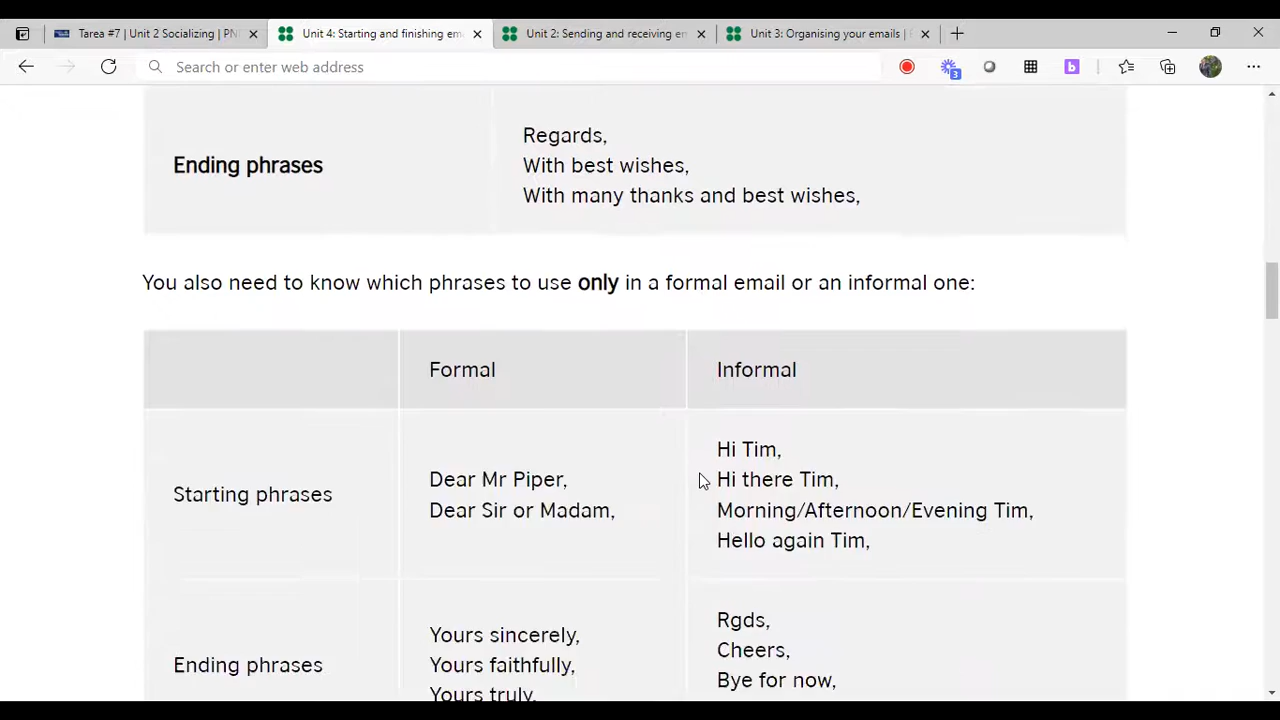 Tarea #7 | Unit 2 Socializing | PNI
Unit 4: Starting and finishing em
Unit 2: Sending and receiving em
Unit 3: Organising your emails | E
Search or enter web address
3
b
Ending phrases
Regards,
With best wishes,
With many thanks and best wishes,
You also need to know which phrases to use only in a formal email or an informal one:
Formal
Informal
Starting phrases
Dear Mr Piper,
Dear Sir or Madam,
Hi Tim,
Hi there Tim,
Morning/Afternoon/Evening Tim,
Hello again Tim,
Ending phrases
Yours sincerely,
Yours faithfully,
Yours truly,
Rgds,
Cheers,
Bye for now,